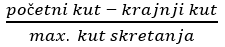 početni kut − krajnji kut
max. kut skretanja